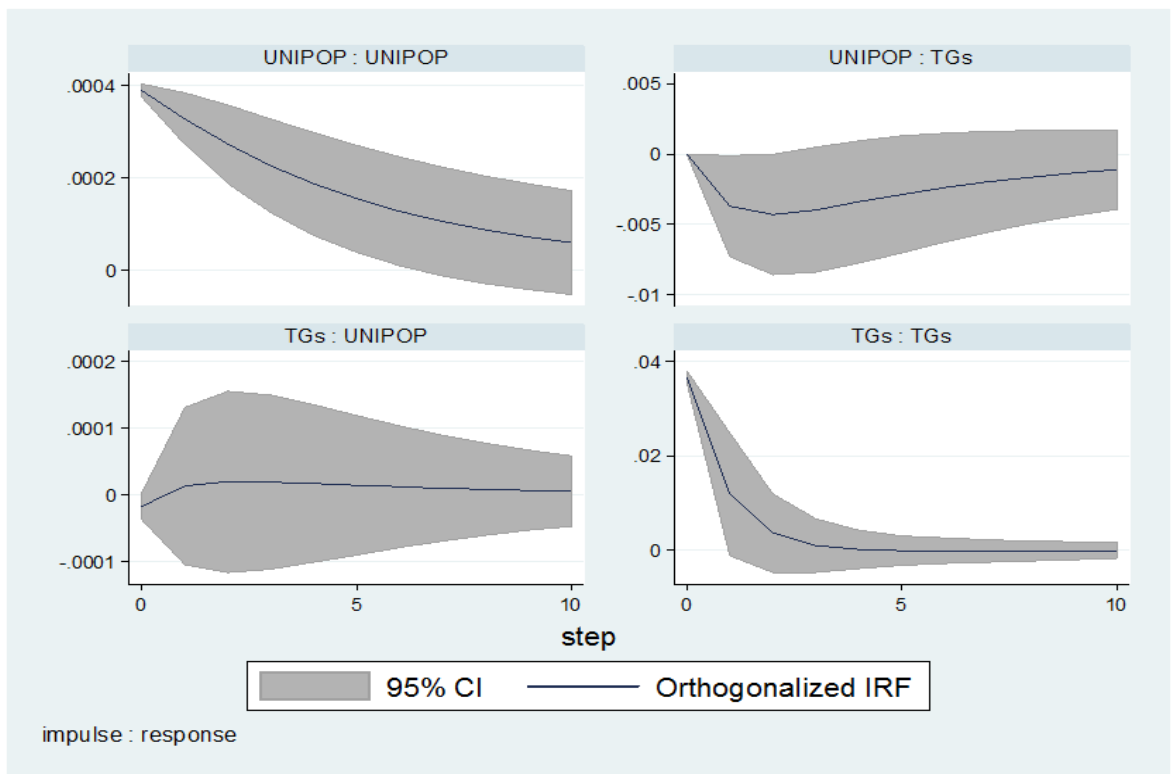 UNIPOP : UNIPOP
UNIPOP : TGs
.0004
.0002
0
.005
0
-.005
-.01
TGs : UNIPOP
TGs : TGs
.0002
.0001
0
-.0001
.04
.02
0
0 5 10
0 5 10
step
95% CI Orthogonalized IRF
impulse : response